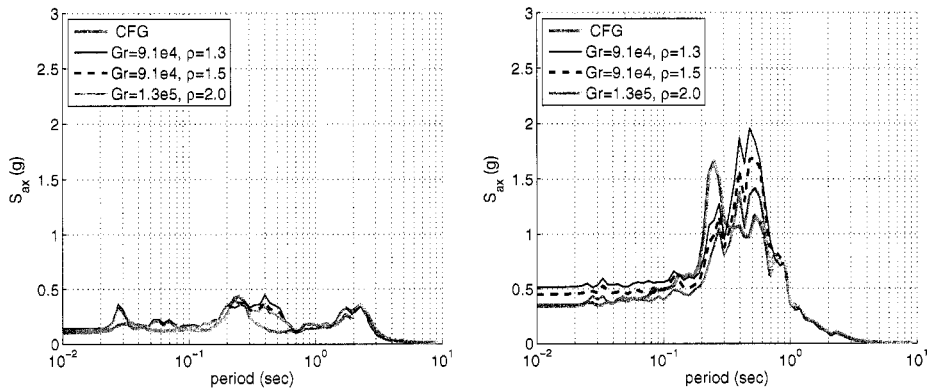 3
2.5
2
1.5
1
0.5
0
S_ax (g)
CFG
Gr=9.1e4, ρ=1.3
Gr=9.1e4, ρ=1.5
Gr=1.3e5, ρ=2.0
10^-2
10^-1
10^0
10^1
period (sec)
3
2.5
2
1.5
1
0.5
0
S_ax (g)
CFG
Gr=9.1e4, ρ=1.3
Gr=9.1e4, ρ=1.5
Gr=1.3e5, ρ=2.0
10^-2
10^-1
10^0
10^1
period (sec)